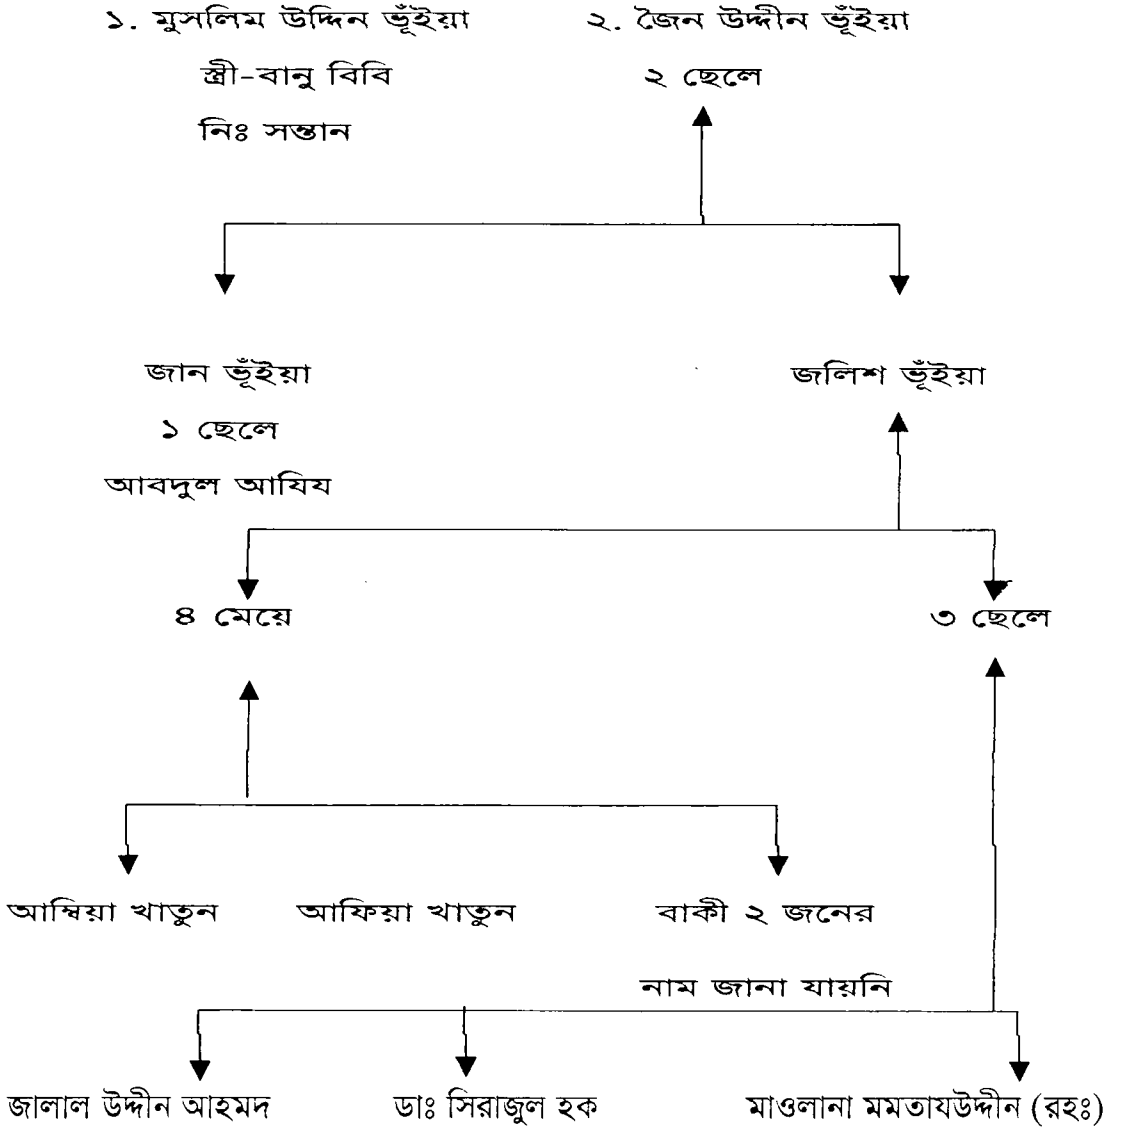 ১. মুসলিম উদ্দিন ভূঁইয়া ২. জৈন উদ্দীন ভূঁইয়া
স্ত্রী-বানু বিবি ২ ছেলে
নিঃ সন্তান
জান ভূঁইয়া জলিশ ভূঁইয়া
১ ছেলে
আবদুল আযিয
৪ মেয়ে ৩ ছেলে
আম্বিয়া খাতুন আফিয়া খাতুন বাকী ২ জনের
নাম জানা যায়নি
জালাল উদ্দীন আহমদ ডাঃ সিরাজুল হক মাওলানা মমতাযউদ্দীন (রহঃ)